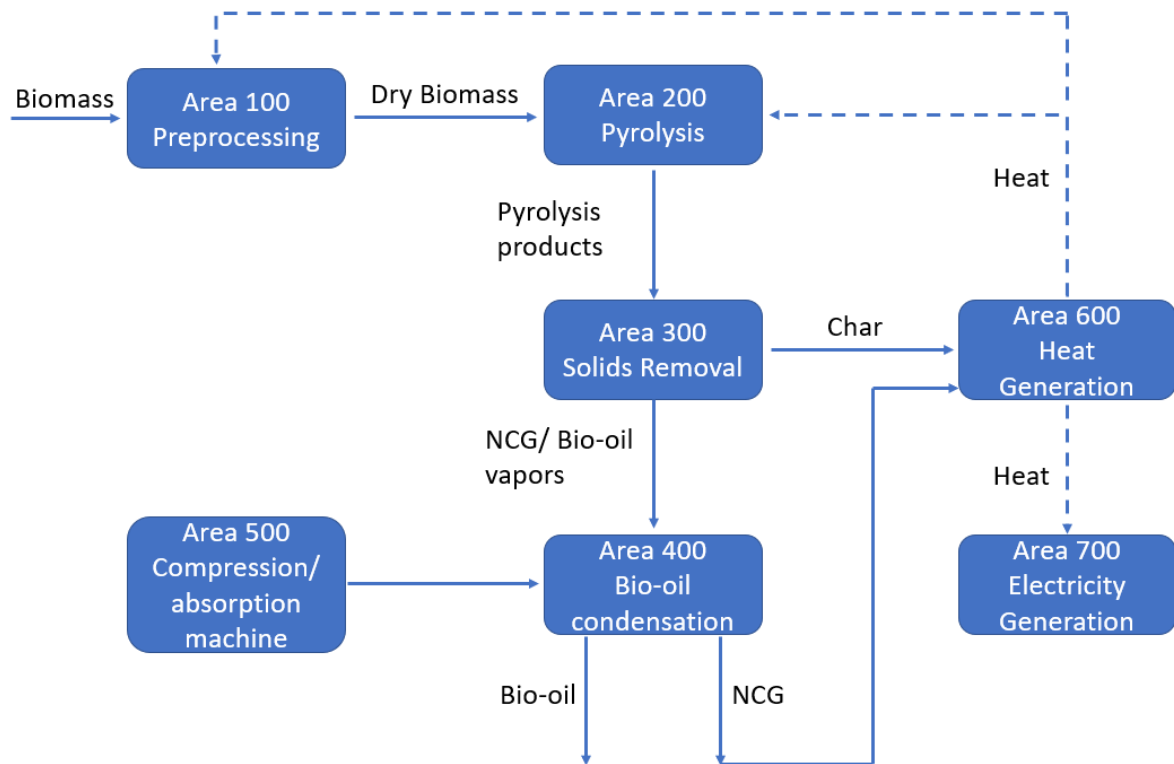 Biomass
Area 100
Preprocessing
Dry Biomass
Area 200
Pyrolysis
Heat
Pyrolysis
products
Area 300
Solids Removal
Char
Area 600
Heat
Generation
NCG/ Bio-oil
vapors
Heat
Area 500
Compression/
absorption
machine
Area 400
Bio-oil
condensation
Area 700
Electricity
Generation
Bio-oil
NCG